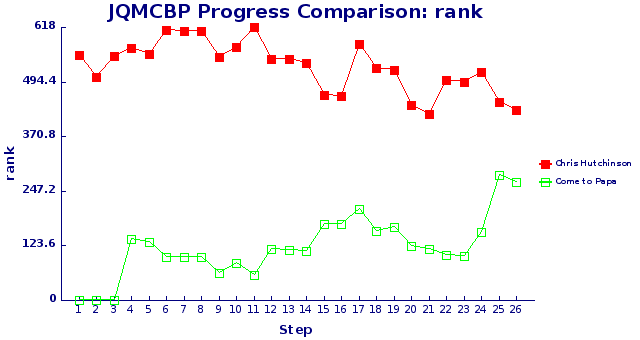 JQMCBP Progress Comparison: rank
618
494.4
370.8
247.2
123.6
0
rank
1 2 3 4 5 6 7 8 9 10 11 12 13 14 15 16 17 18 19 20 21 22 23 24 25 26
Step
Chris Hutchinson
Come to Papa